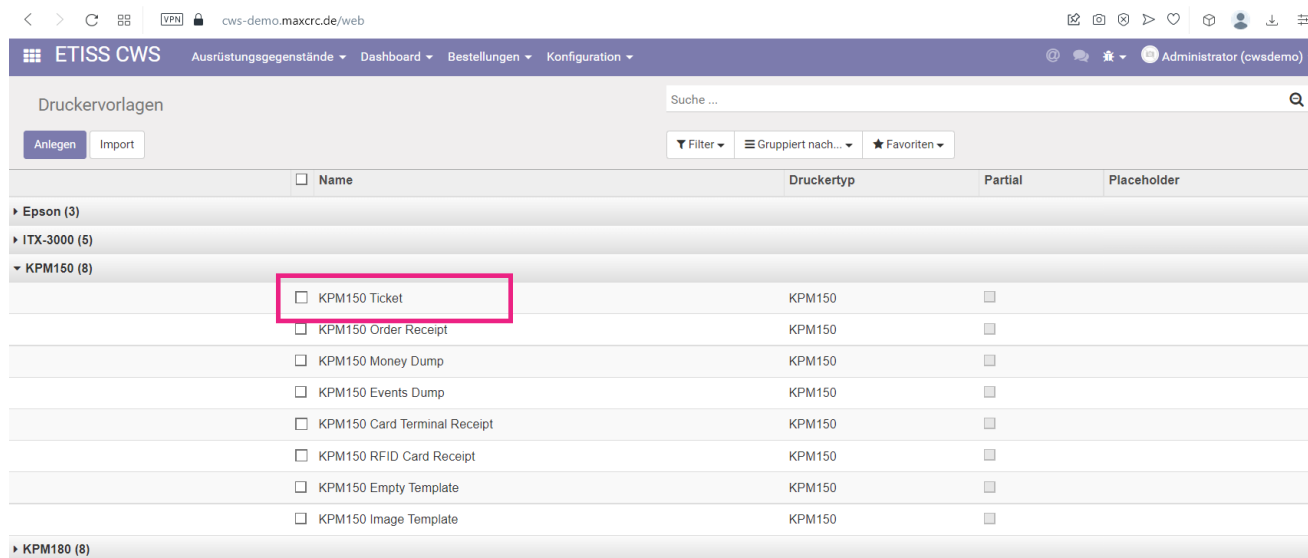 VPN cws-demo.maxcrc.de/web
ETISS CWS Ausrüstungsgegenstände Dashboard Bestellungen Konfiguration @ Administrator (cwsdemo)
Druckervorlagen Suche ...
Anlegen Import Filter Gruppiert nach... Favoriten
Name Druckertyp Partial Placeholder
Epson (3)
ITX-3000 (5)
KPM150 (8)
KPM150 Ticket KPM150
KPM150 Order Receipt KPM150
KPM150 Money Dump KPM150
KPM150 Events Dump KPM150
KPM150 Card Terminal Receipt KPM150
KPM150 RFID Card Receipt KPM150
KPM150 Empty Template KPM150
KPM150 Image Template KPM150
KPM180 (8)